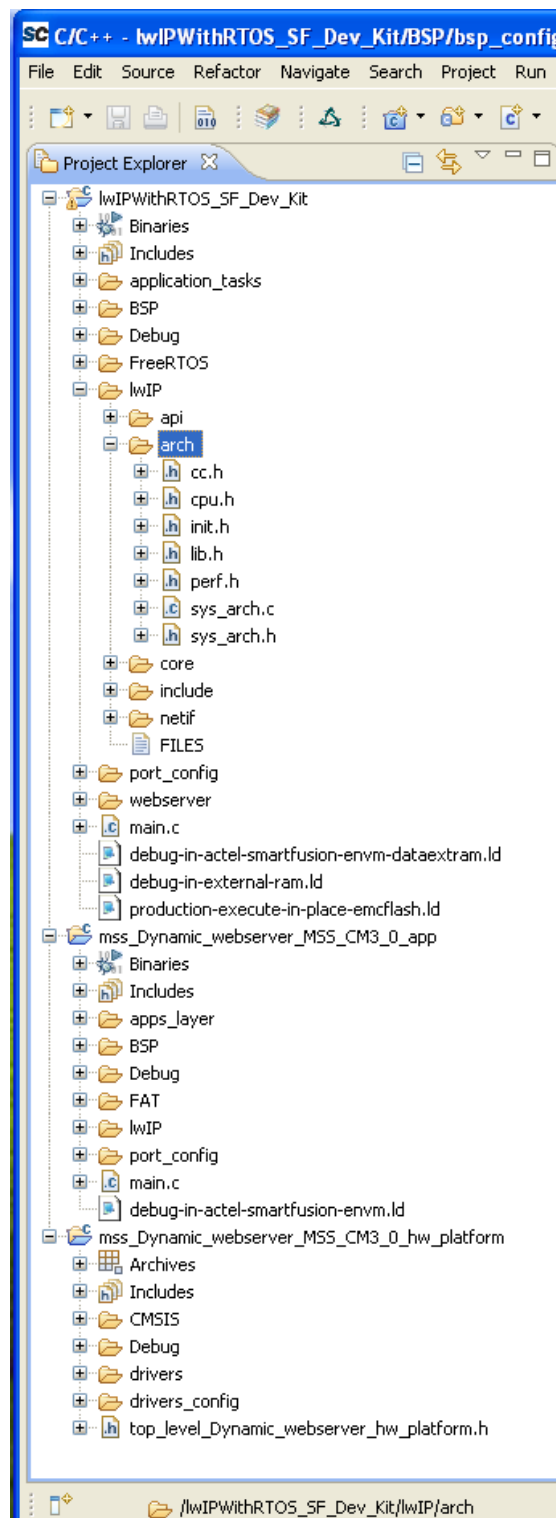 SC C/C++ - lwIPWithRTOS_SF_Dev_Kit/BSP/bsp_config
File Edit Source Refactor Navigate Search Project Run
010
Project Explorer
lwIPWithRTOS_SF_Dev_Kit
Binaries
Includes
application_tasks
BSP
Debug
FreeRTOS
lwIP
api
arch
.h cc.h
.h cpu.h
.h init.h
.h lib.h
.h perf.h
.c sys_arch.c
.h sys_arch.h
core
include
netif
FILES
port_config
webserver
.c main.c
debug-in-actel-smartfusion-envm-dataextram.ld
debug-in-external-ram.ld
production-execute-in-place-emcflash.ld
mss_Dynamic_webserver_MSS_CM3_0_app
Binaries
Includes
apps_layer
BSP
Debug
FAT
lwIP
port_config
.c main.c
debug-in-actel-smartfusion-envm.ld
mss_Dynamic_webserver_MSS_CM3_0_hw_platform
Archives
Includes
CMSIS
Debug
drivers
drivers_config
.h top_level_Dynamic_webserver_hw_platform.h
/lwIPWithRTOS_SF_Dev_Kit/lwIP/arch